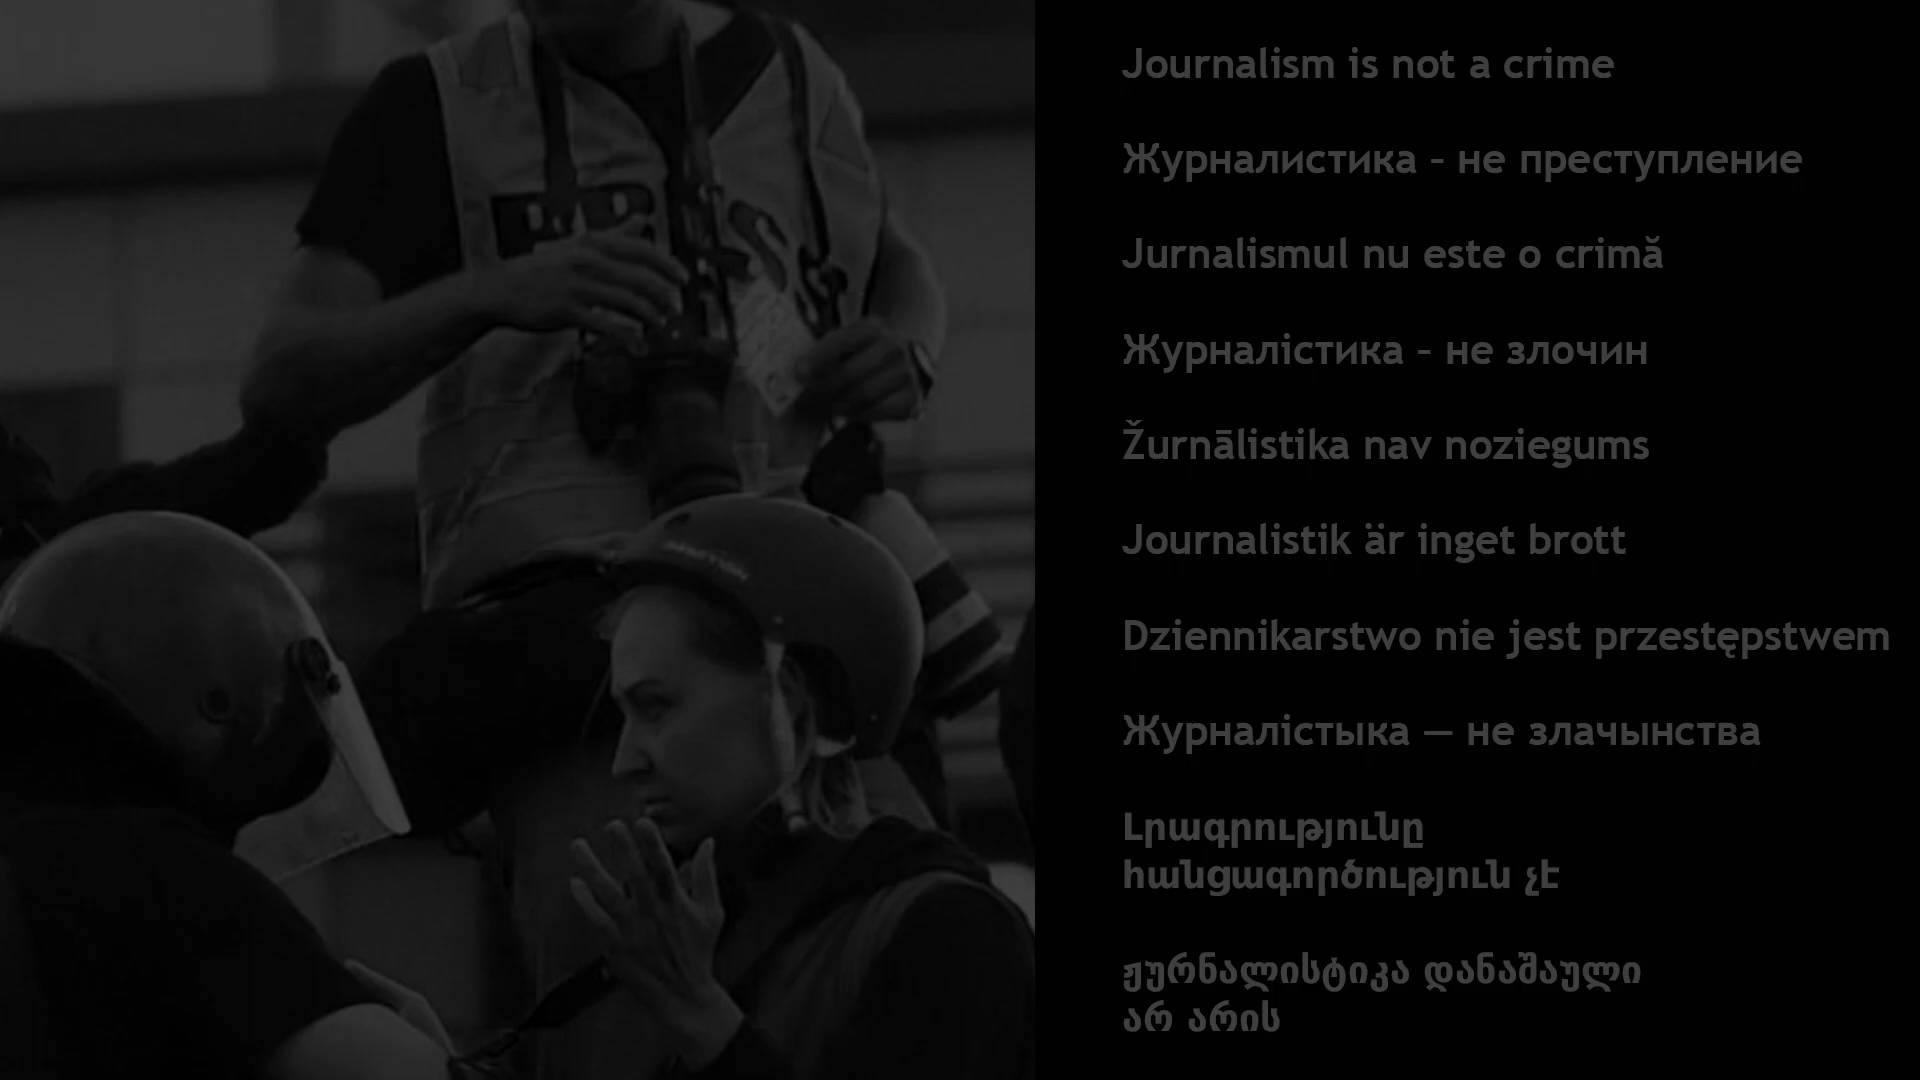 PRESS
Journalism is not a crime
Журналистика – не преступление
Jurnalismul nu este o crimă
Журналістика – не злочин
Žurnālistika nav noziegums
Journalistik är inget brott
Dziennikarstwo nie jest przestępstwem
Журналістыка — не злачынства
Լրագրությունը
հանցագործություն չէ
ჟურნალისტიკა დანაშაული
არ არის